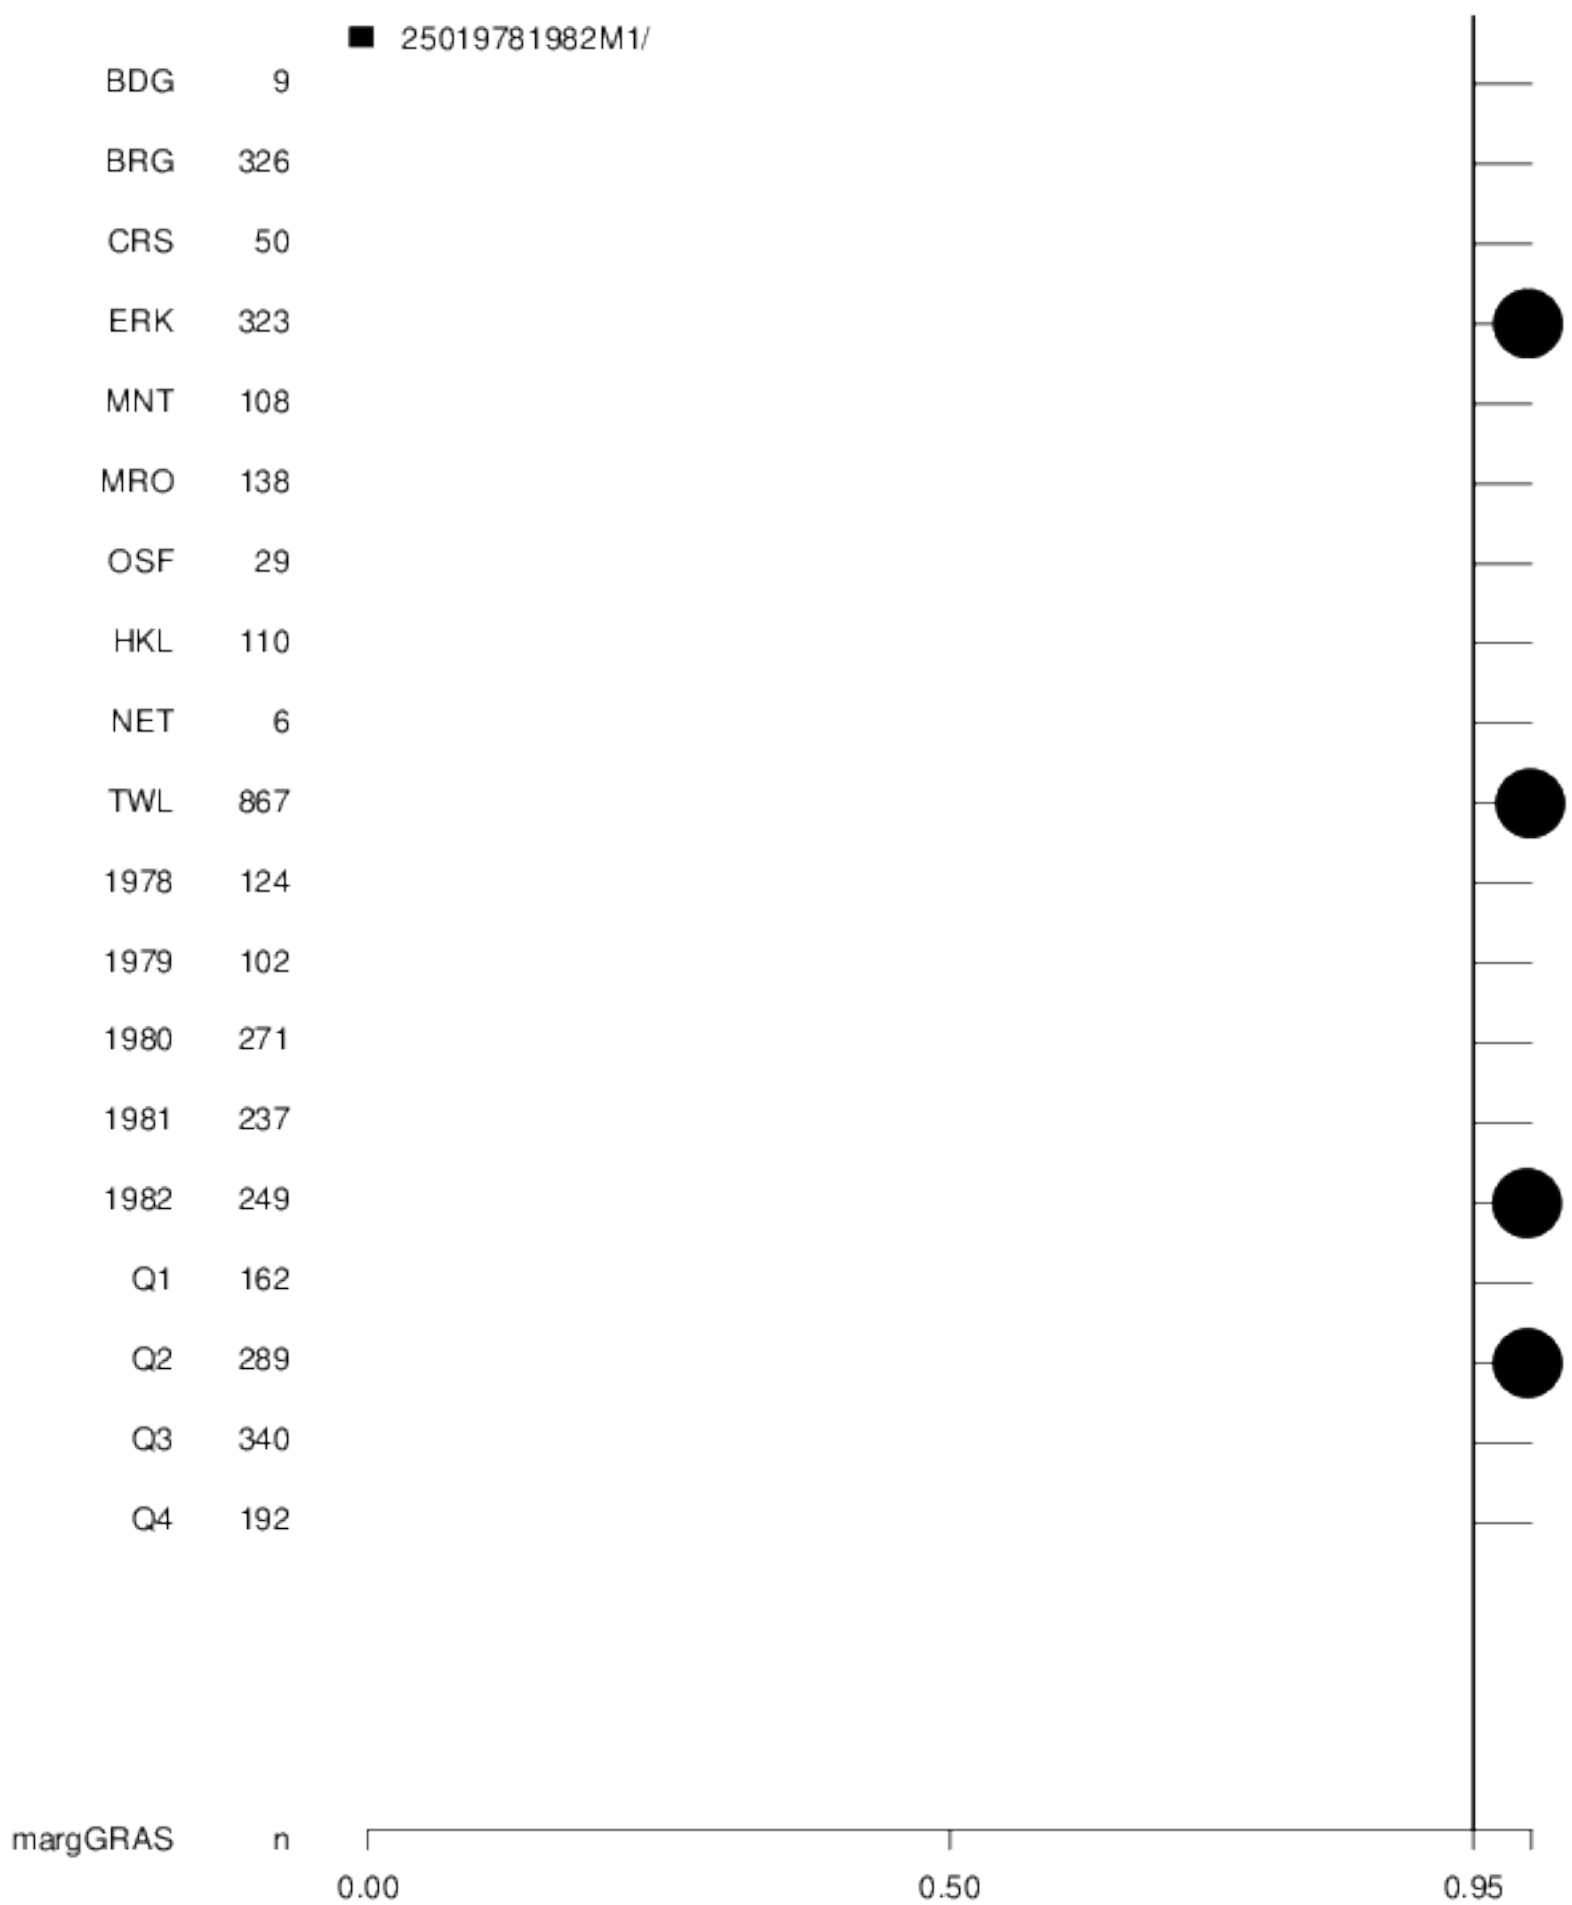 25019781982M1/
BDG 9
BRG 326
CRS 50
ERK 323
MNT 108
MRO 138
OSF 29
HKL 110
NET 6
TWL 867
1978 124
1979 102
1980 271
1981 237
1982 249
Q1 162
Q2 289
Q3 340
Q4 192
margGRAS n
0.00 0.50 0.95